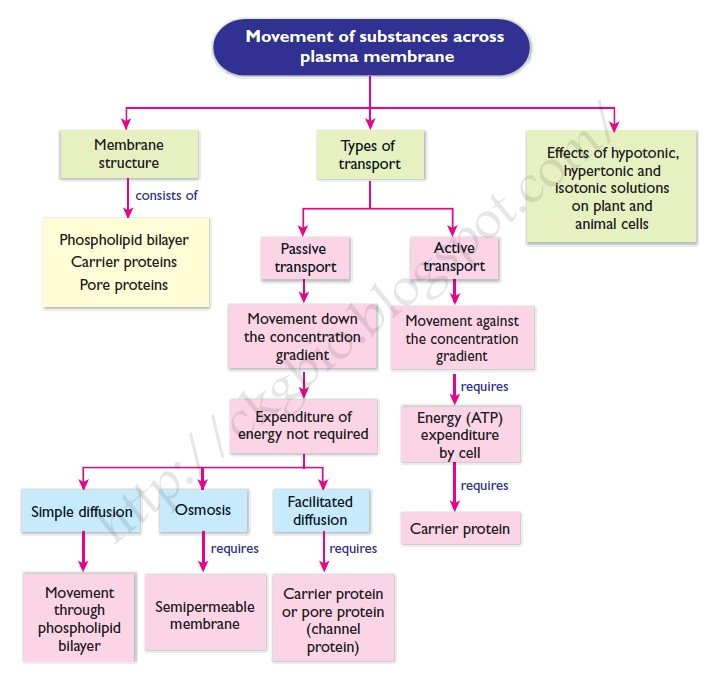 Movement of substances across
plasma membrane
Membrane
structure
Types of
transport
Effects of hypotonic,
hypertonic and
isotonic solutions
on plant and
animal cells
consists of
Phospholipid bilayer
Carrier proteins
Pore proteins
Passive
transport
Active
transport
Movement down
the concentration
gradient
Movement against
the concentration
gradient
requires
Expenditure of
energy not required
Energy (ATP)
expenditure
by cell
requires
Simple diffusion
Osmosis
Facilitated
diffusion
Carrier protein
requires
requires
Movement
through
phospholipid
bilayer
Semipermeable
membrane
Carrier protein
or pore protein
(channel
protein)
http://ckgbio.blogspot.com/